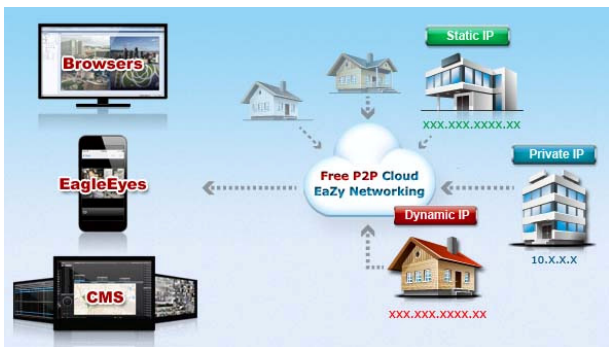 Browsers
Static IP
xxx.xxx.xxxx.xx
EagleEyes
Free P2P Cloud
EaZy Networking
Private IP
10.x.x.x
Dynamic IP
xxx.xxx.xxxx.xx
CMS